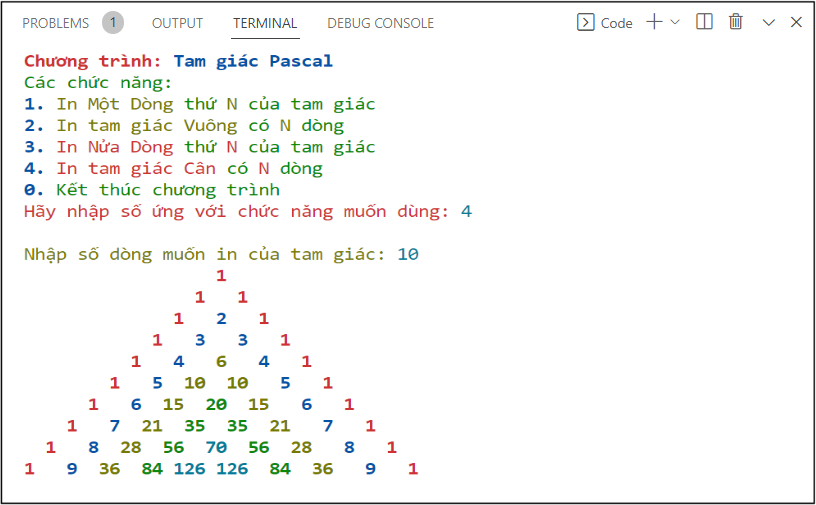 PROBLEMS 1 OUTPUT TERMINAL DEBUG CONSOLE Code
Chương trình: Tam giác Pascal
Các chức năng:
1. In Một Dòng thứ N của tam giác
2. In tam giác Vuông có N dòng
3. In Nửa Dòng thứ N của tam giác
4. In tam giác Cân có N dòng
0. Kết thúc chương trình
Hãy nhập số ứng với chức năng muốn dùng: 4
Nhập số dòng muốn in của tam giác: 10
1
1 1
1 2 1
1 3 3 1
1 4 6 4 1
1 5 10 10 5 1
1 6 15 20 15 6 1
1 7 21 35 35 21 7 1
1 8 28 56 70 56 28 8 1
1 9 36 84 126 126 84 36 9 1